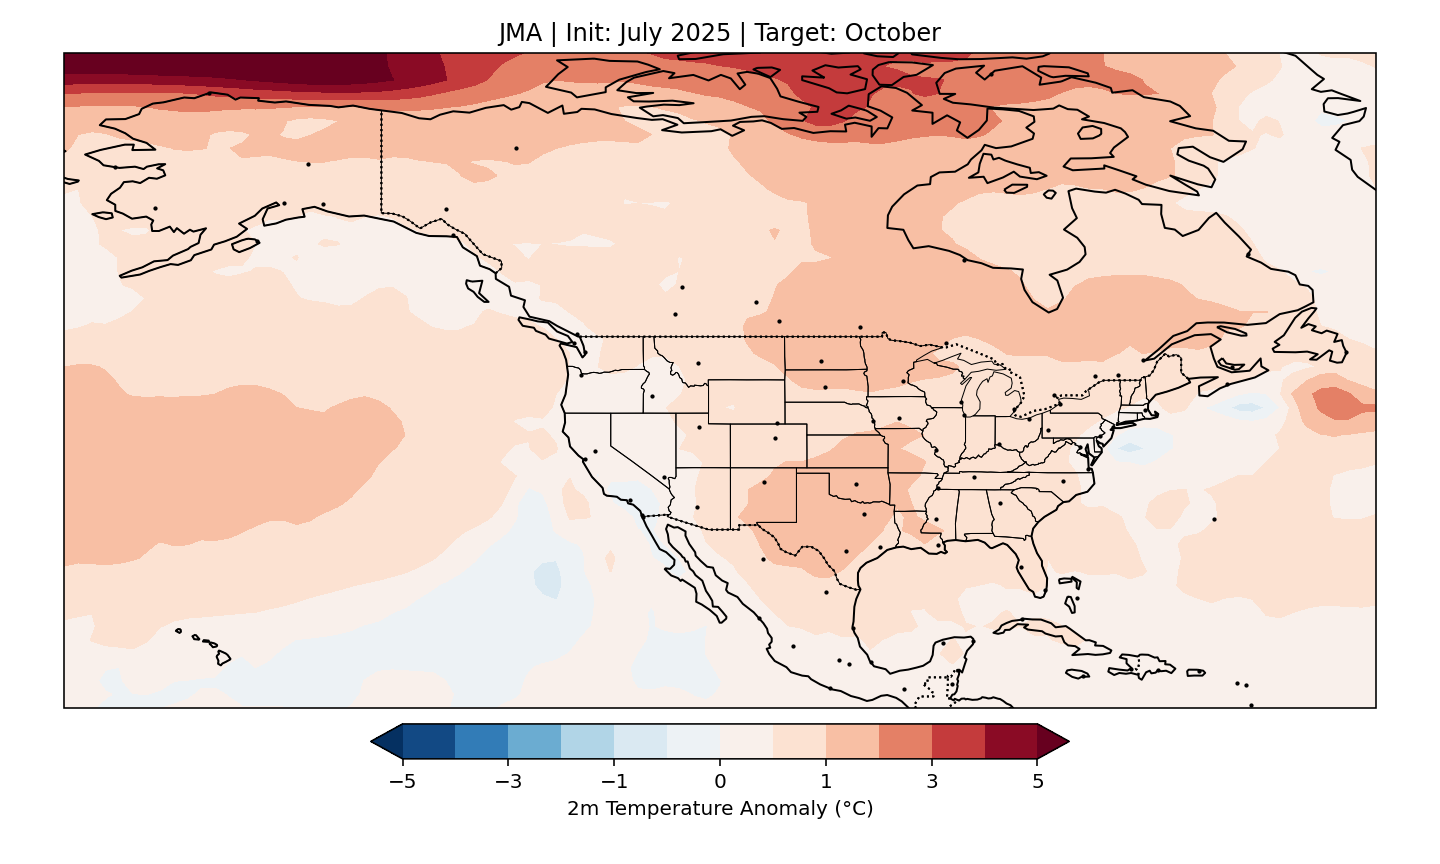 JMA | Init: July 2025 | Target: October
−5 −3 −1 0 1 3 5
2m Temperature Anomaly (°C)